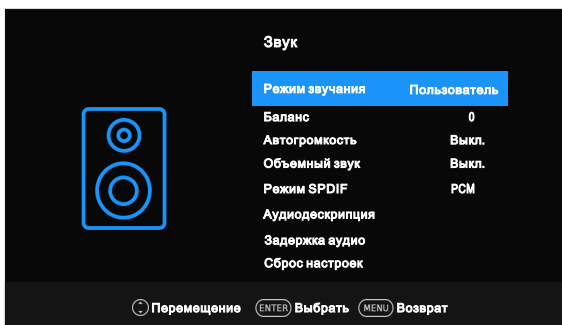 Звук
Режим звучания Пользователь
Баланс 0
Автогромкость Выкл.
Объемный звук Выкл.
Режим SPDIF PCM
Аудиодескрипция
Задержка аудио
Сброс настроек
Перемещение ENTER Выбрать MENU Возврат